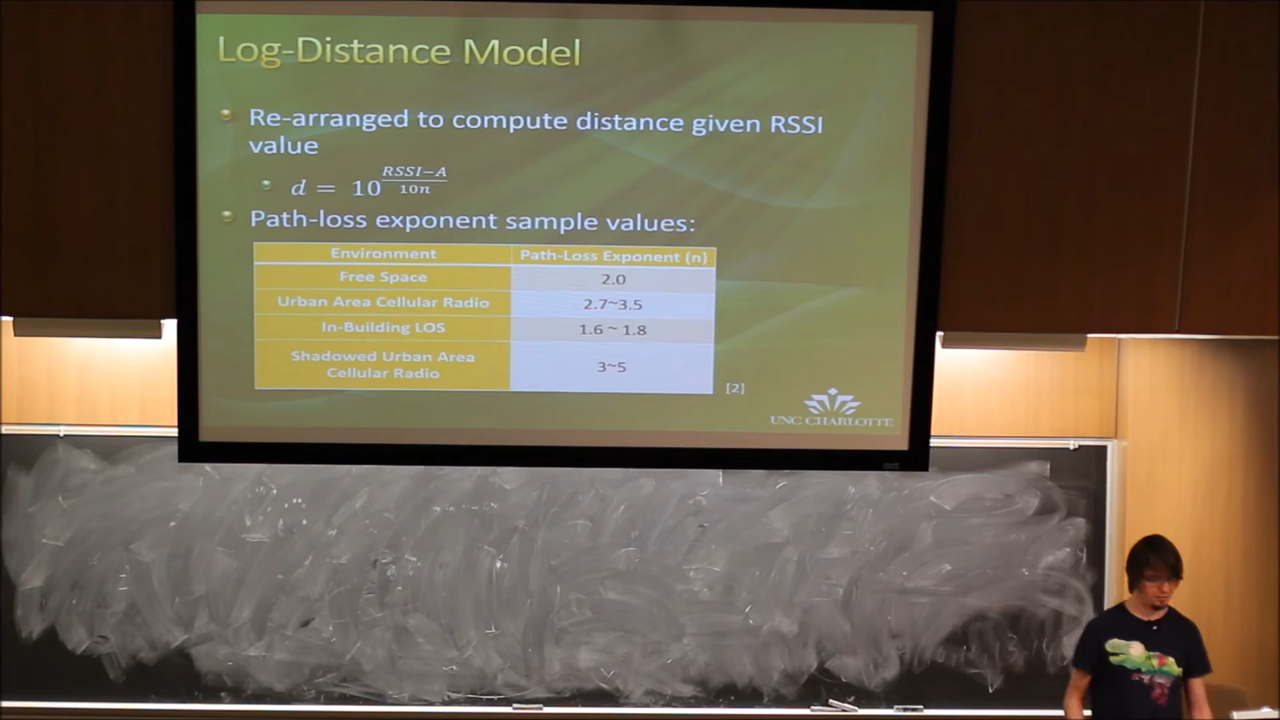 Log-Distance Model
Re-arranged to compute distance given RSSI
value
d = 10^{\frac{RSSI-A}{10n}}
Path-loss exponent sample values:
Environment Path-Loss Exponent (n)
Free Space 2.0
Urban Area Cellular Radio 2.7~3.5
In-Building LOS 1.6 ~ 1.8
Shadowed Urban Area
Cellular Radio 3~5
[2]
UNC CHARLOTTE